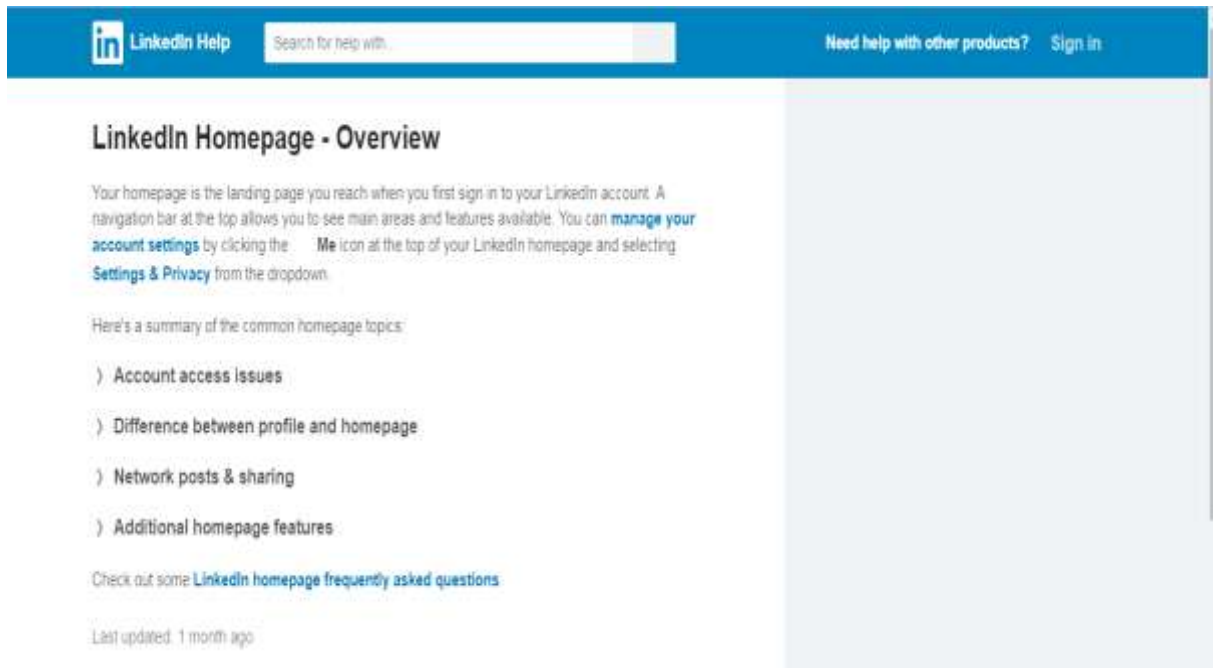 in LinkedIn Help Search for help with... Need help with other products? Sign in
LinkedIn Homepage - Overview
Your homepage is the landing page you reach when you first sign in to your LinkedIn account. A
navigation bar at the top allows you to see main areas and features available. You can manage your
account settings by clicking the Me icon at the top of your LinkedIn homepage and selecting
Settings & Privacy from the dropdown.
Here's a summary of the common homepage topics:
Account access issues
Difference between profile and homepage
Network posts & sharing
Additional homepage features
Check out some LinkedIn homepage frequently asked questions
Last updated: 1 month ago